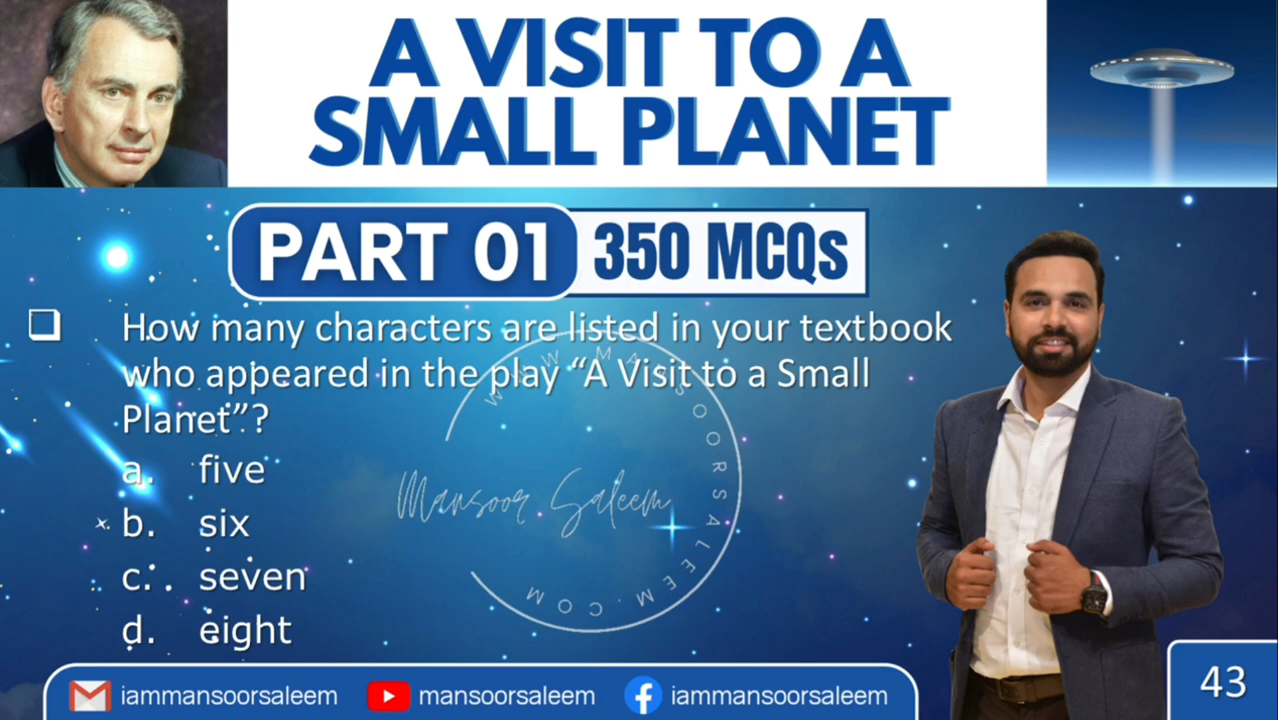 A VISIT TO A
SMALL PLANET
PART 01 350 MCQs
❑ How many characters are listed in your textbook
who appeared in the play “A Visit to a Small
Planet”?
a. five
b. six
c. seven
d. eight
WWW.MANSOORSALEEM.COM
Mansoor Saleem
iammansoorsaleem mansoorsaleem iammansoorsaleem
43